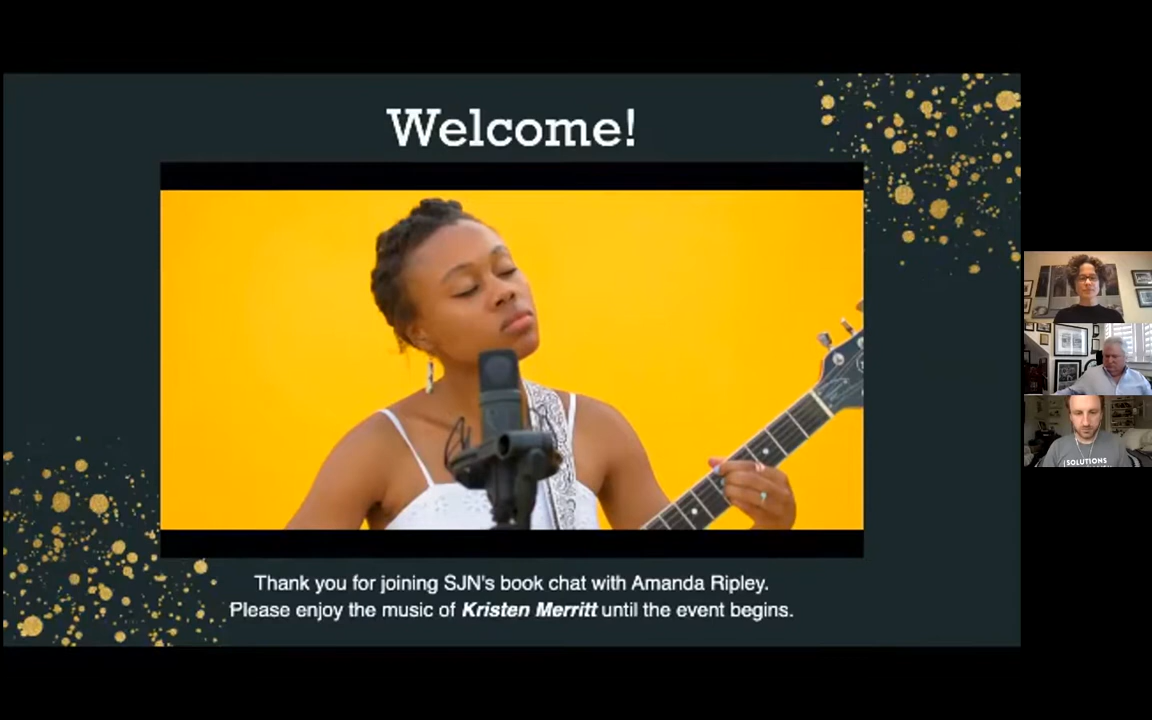 Welcome!
Thank you for joining SJN's book chat with Amanda Ripley.
Please enjoy the music of Kristen Merritt until the event begins.
SOLUTIONS